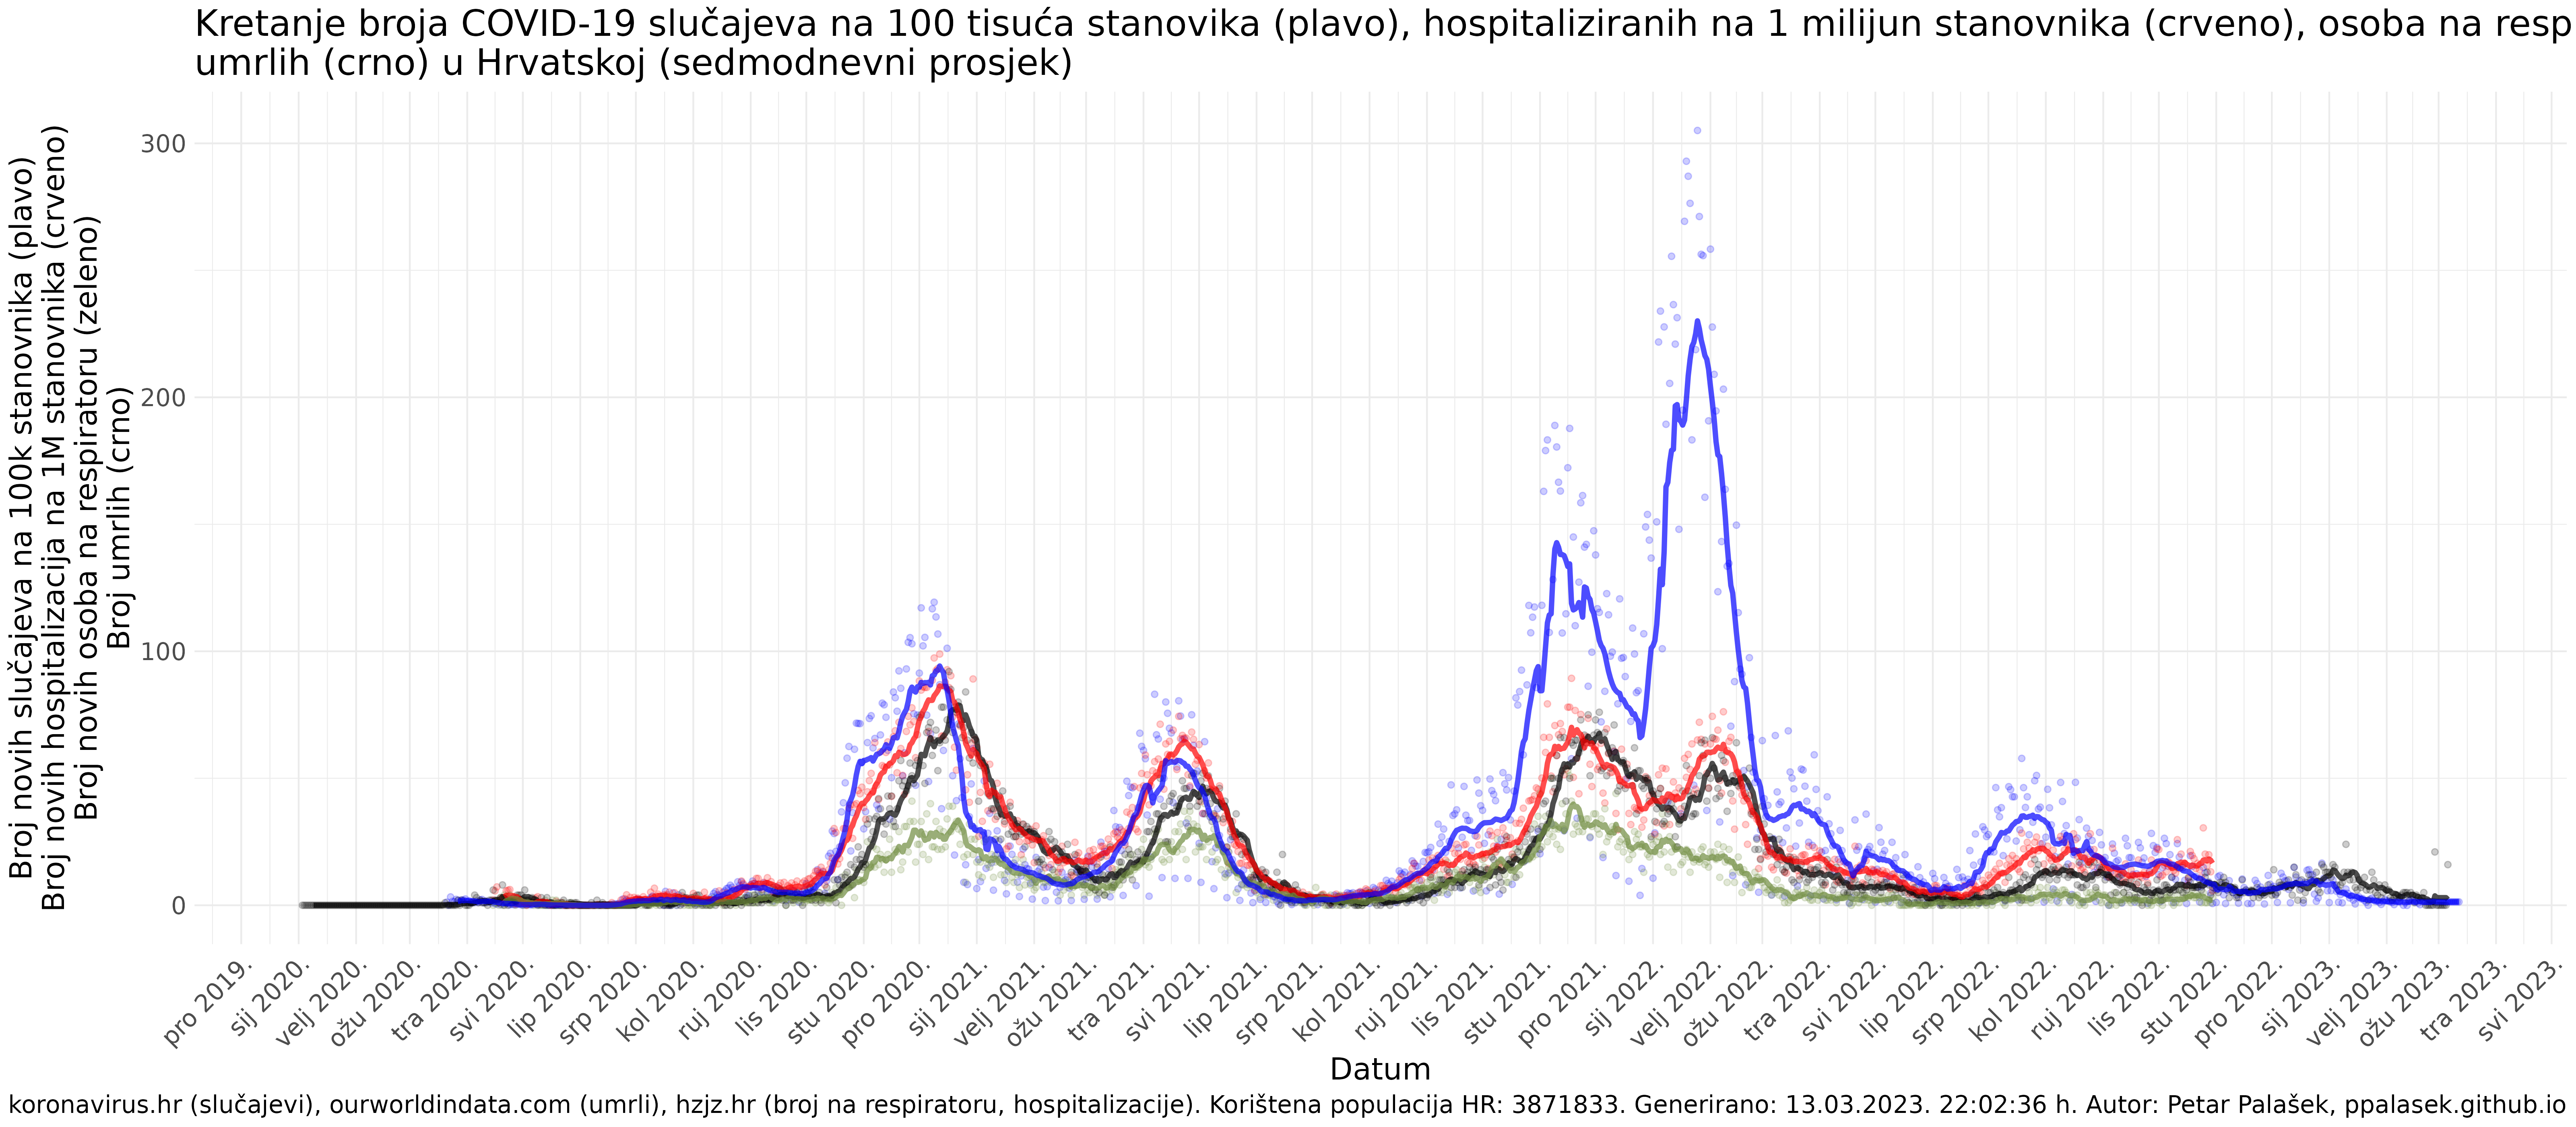 Kretanje broja COVID-19 slučajeva na 100 tisuća stanovika (plavo), hospitaliziranih na 1 milijun stanovnika (crveno), osoba na resp
umrlih (crno) u Hrvatskoj (sedmodnevni prosjek)
Broj novih slučajeva na 100k stanovnika (plavo)
Broj novih hospitalizacija na 1M stanovnika (crveno)
Broj novih osoba na respiratoru (zeleno)
Broj umrlih (crno)
300
200
100
0
pro 2019.
sij 2020.
velj 2020.
ožu 2020.
tra 2020.
svi 2020.
lip 2020.
srp 2020.
kol 2020.
ruj 2020.
lis 2020.
stu 2020.
pro 2020.
sij 2021.
velj 2021.
ožu 2021.
tra 2021.
svi 2021.
lip 2021.
srp 2021.
kol 2021.
ruj 2021.
lis 2021.
stu 2021.
pro 2021.
sij 2022.
velj 2022.
ožu 2022.
tra 2022.
svi 2022.
lip 2022.
srp 2022.
kol 2022.
ruj 2022.
lis 2022.
stu 2022.
pro 2022.
sij 2023.
velj 2023.
ožu 2023.
tra 2023.
svi 2023.
Datum
koronavirus.hr (slučajevi), ourworldindata.com (umrli), hzjz.hr (broj na respiratoru, hospitalizacije). Korištena populacija HR: 3871833. Generirano: 13.03.2023. 22:02:36 h. Autor: Petar Palašek, ppalasek.github.io